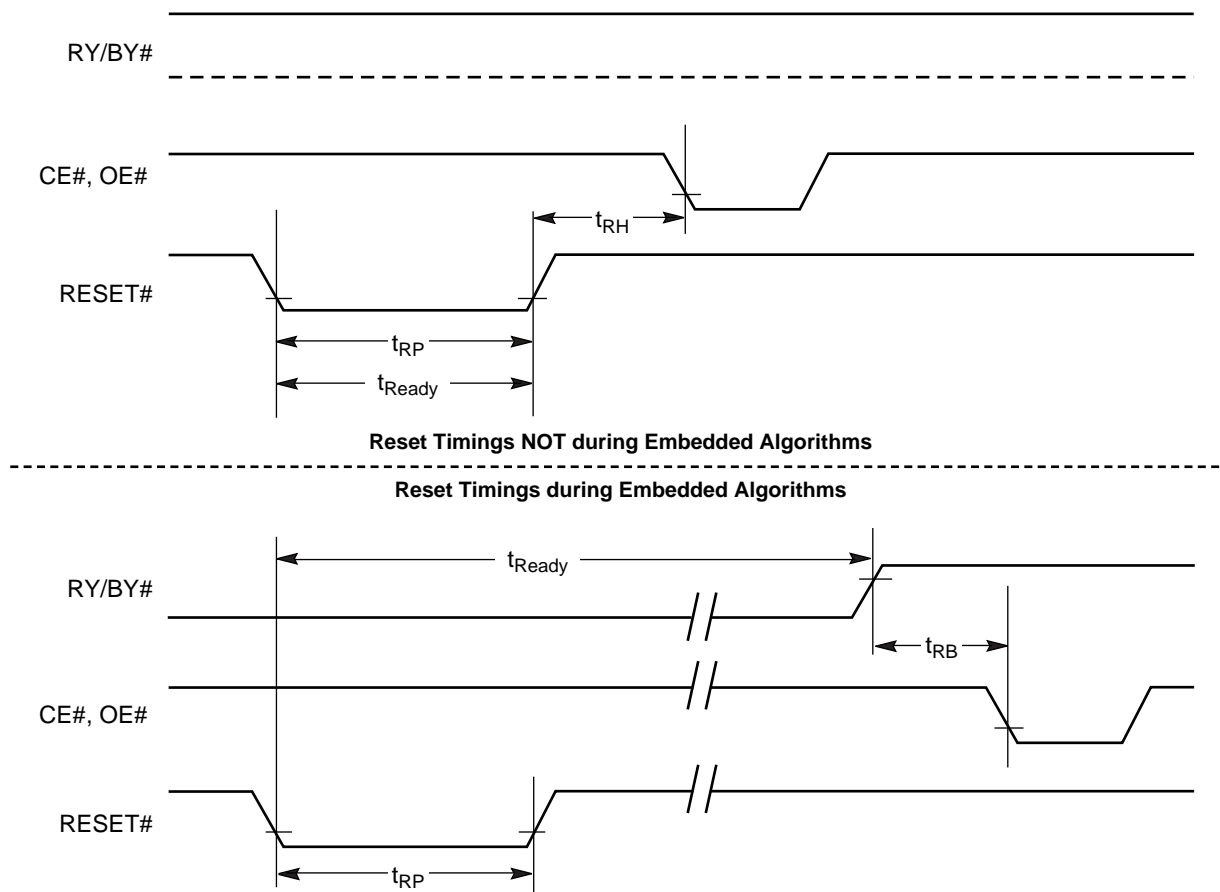 RY/BY#
CE#, OE#
tRH
RESET#
tRP
tReady
Reset Timings NOT during Embedded Algorithms
Reset Timings during Embedded Algorithms
tReady
RY/BY#
tRB
CE#, OE#
RESET#
tRP